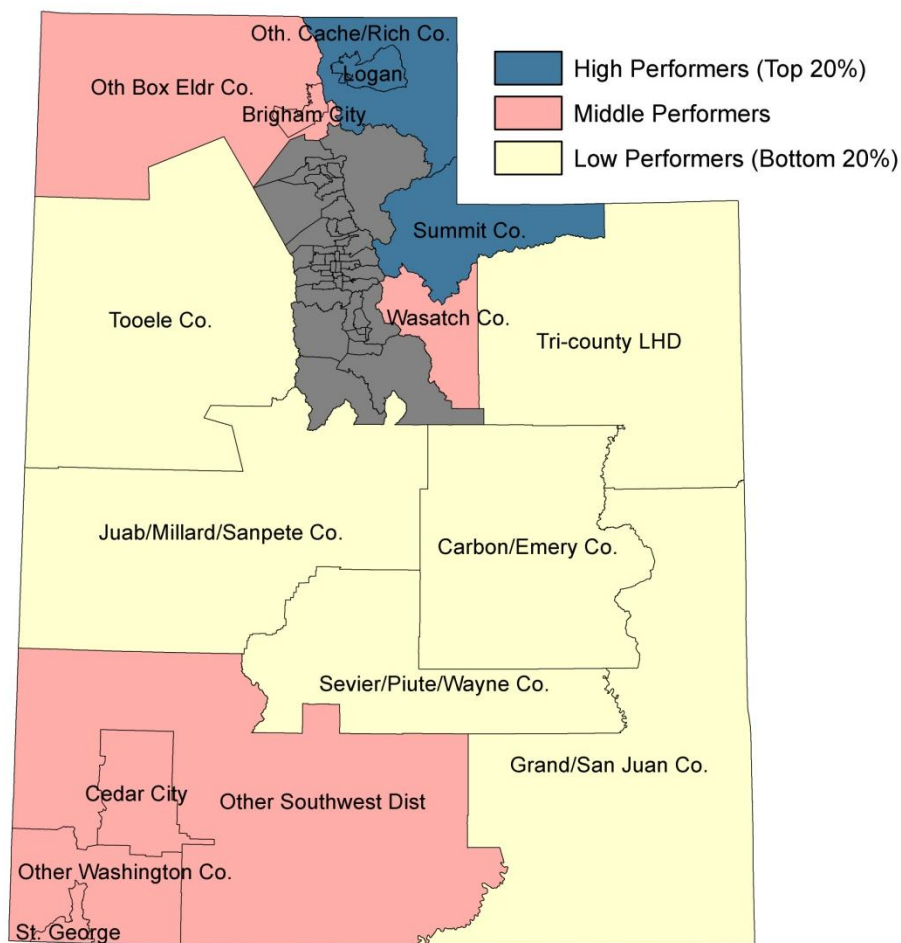 Oth. Cache/Rich Co.
Logan
High Performers (Top 20%)
Oth Box Eldr Co.
Middle Performers
Brigham City
Low Performers (Bottom 20%)
Summit Co.
Tooele Co.
Wasatch Co.
Tri-county LHD
Juab/Millard/Sanpete Co.
Carbon/Emery Co.
Sevier/Piute/Wayne Co.
Grand/San Juan Co.
Cedar City
Other Southwest Dist
Other Washington Co.
St. George